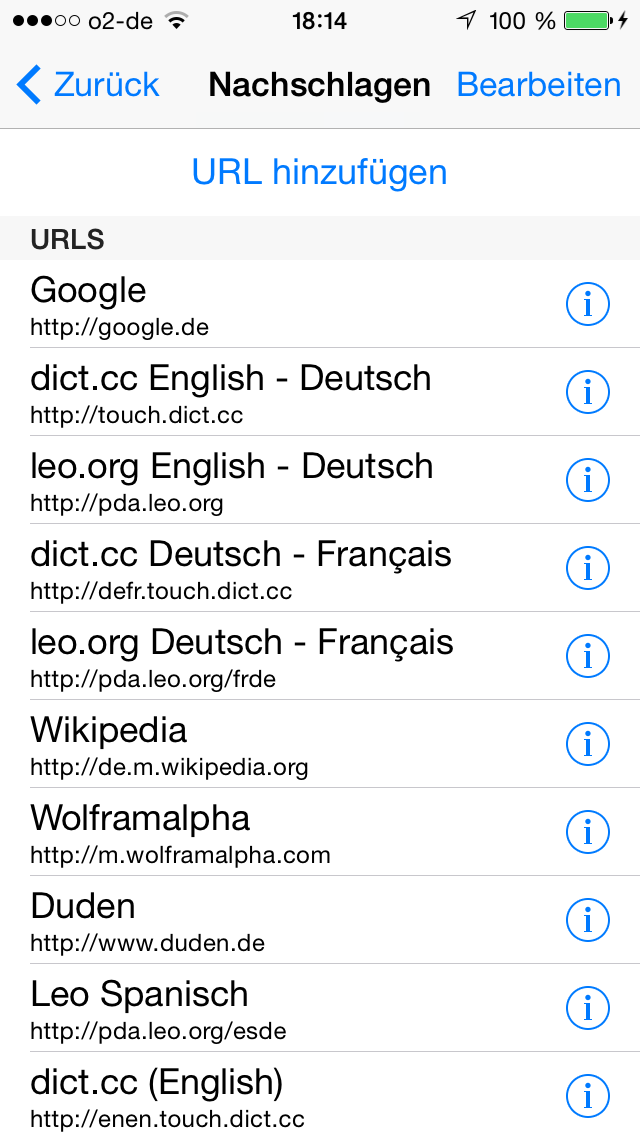 o2-de 18:14 100 %
Zurück Nachschlagen Bearbeiten
URL hinzufügen
URLS
Google
http://google.de
dict.cc English - Deutsch
http://touch.dict.cc
leo.org English - Deutsch
http://pda.leo.org
dict.cc Deutsch - Français
http://defr.touch.dict.cc
leo.org Deutsch - Français
http://pda.leo.org/frde
Wikipedia
http://de.m.wikipedia.org
Wolframalpha
http://m.wolframalpha.com
Duden
http://www.duden.de
Leo Spanisch
http://pda.leo.org/esde
dict.cc (English)
http://enen.touch.dict.cc